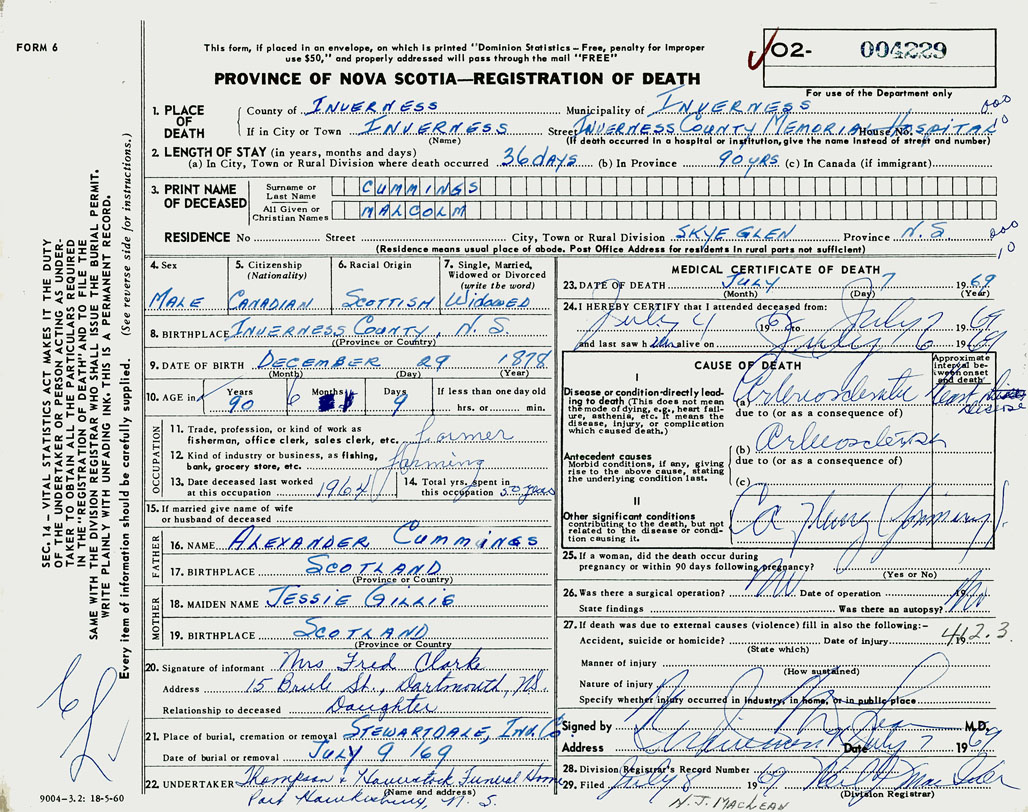 FORM 6
This form, if placed in an envelope, on which is printed "Dominion Statistics – Free, penalty for improper
use $50," and properly addressed will pass through the mail "FREE"
PROVINCE OF NOVA SCOTIA—REGISTRATION OF DEATH
02- 004229
For use of the Department only
1. PLACE OF DEATH
County of INVERNESS Municipality of INVERNESS
If in City or Town INVERNESS Street INVERNESS COUNTY MEMORIAL HOSPITAL House No.
(Name) (If death occurred in a hospital or institution, give the name instead of street and number)
2. LENGTH OF STAY (in years, months and days)
(a) In City, Town or Rural Division where death occurred 36 days (b) In Province 90 yrs (c) In Canada (if immigrant)
3. PRINT NAME OF DECEASED
Surname or Last Name CUMMINGS
All Given or Christian Names MALCOLM
RESIDENCE No Street City, Town or Rural Division SKYE GLEN Province N.S.
(Residence means usual place of abode. Post Office Address for residents in rural parts not sufficient)
4. Sex MALE
5. Citizenship (Nationality) CANADIAN
6. Racial Origin SCOTTISH
7. Single, Married, Widowed or Divorced (write the word) WIDOWED
8. BIRTHPLACE INVERNESS COUNTY, N.S.
(Province or Country)
9. DATE OF BIRTH DECEMBER 29 1878
(Month) (Day) (Year)
10. AGE in Years 90 Months 6 Days 9 If less than one day old
hrs. or min.
OCCUPATION
11. Trade, profession, or kind of work as
fisherman, office clerk, sales clerk, etc. farmer
12. Kind of industry or business, as fishing,
bank, grocery store, etc. farming
13. Date deceased last worked
at this occupation 1964
14. Total yrs. spent in
this occupation 50 years
15. If married give name of wife
or husband of deceased
FATHER
16. NAME ALEXANDER CUMMINGS
17. BIRTHPLACE SCOTLAND
(Province or Country)
MOTHER
18. MAIDEN NAME JESSIE GILLIE
19. BIRTHPLACE SCOTLAND
(Province or Country)
20. Signature of informant Mrs Fred Clarke
Address 15 Brule St., Dartmouth, N.S.
Relationship to deceased Daughter
21. Place of burial, cremation or removal STEWARTDALE, Inv. Co
Date of burial or removal JULY 9 /69
22. UNDERTAKER Thompson & Haverstock Funeral Home
(Name and address)
Port Hawkesbury, N.S.
MEDICAL CERTIFICATE OF DEATH
23. DATE OF DEATH July 7 1969
(Month) (Day) (Year)
24. I HEREBY CERTIFY that I attended deceased from:
July 4 1969 to July 7 1969
and last saw him alive on July 6 1969
CAUSE OF DEATH
Approximate interval between onset and death
I
Disease or condition directly leading to death (This does not mean
the mode of dying, e.g., heart failure, asthenia, etc. It means the
disease, injury, or complication
which caused death.)
(a) heart disease
due to (or as a consequence of)
Antecedent causes
Morbid conditions, if any, giving
rise to the above cause, stating
the underlying condition last.
(b)
due to (or as a consequence of)
(c)
II
Other significant conditions
contributing to the death, but not
related to the disease or condition causing it.
25. If a woman, did the death occur during
pregnancy or within 90 days following pregnancy?
(Yes or No)
26. Was there a surgical operation? No Date of operation 19
State findings Was there an autopsy? No
27. If death was due to external causes (violence) fill in also the following:-
412.3
Accident, suicide or homicide? Date of injury 19
(State which)
Manner of injury
(How sustained)
Nature of injury
Specify whether injury occurred in industry, in home, or in public place
Signed by M.D.
Address Date July 7 1969
28. Division Registrar's Record Number
29. Filed July 1969
(Division Registrar)
N.J. MACLEAN
SEC. 14 – VITAL STATISTICS ACT MAKES IT THE DUTY
OF THE UNDERTAKER OR PERSON ACTING AS UNDERTAKER TO OBTAIN ALL THE PARTICULARS REQUIRED
IN THE "REGISTRATION OF DEATH" AND TO FILE THE
SAME WITH THE DIVISION REGISTRAR WHO SHALL ISSUE THE BURIAL PERMIT.
WRITE PLAINLY WITH UNFADING INK. THIS IS A PERMANENT RECORD.
Every item of information should be carefully supplied. (See reverse side for instructions.)
9004-3.2: 18-5-60